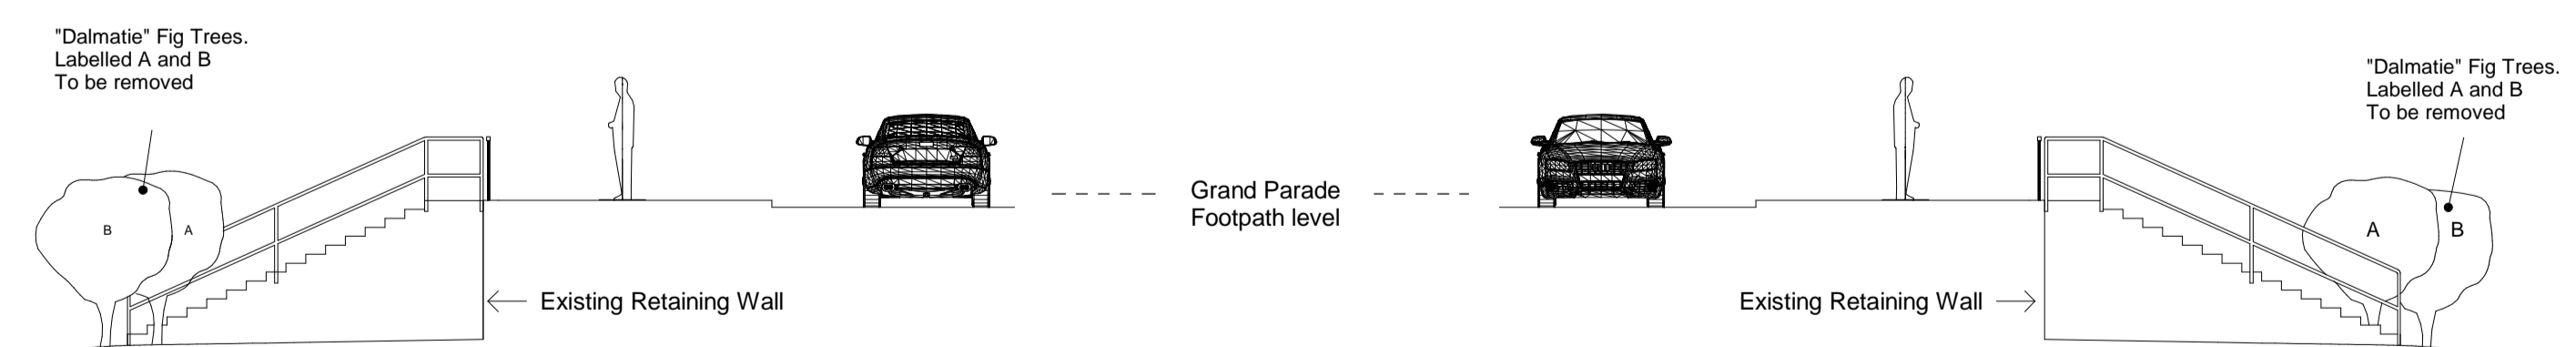 "Dalmatie" Fig Trees.
Labelled A and B
To be removed
B
A
Existing Retaining Wall
Grand Parade
Footpath level
Existing Retaining Wall
"Dalmatie" Fig Trees.
Labelled A and B
To be removed
A
B